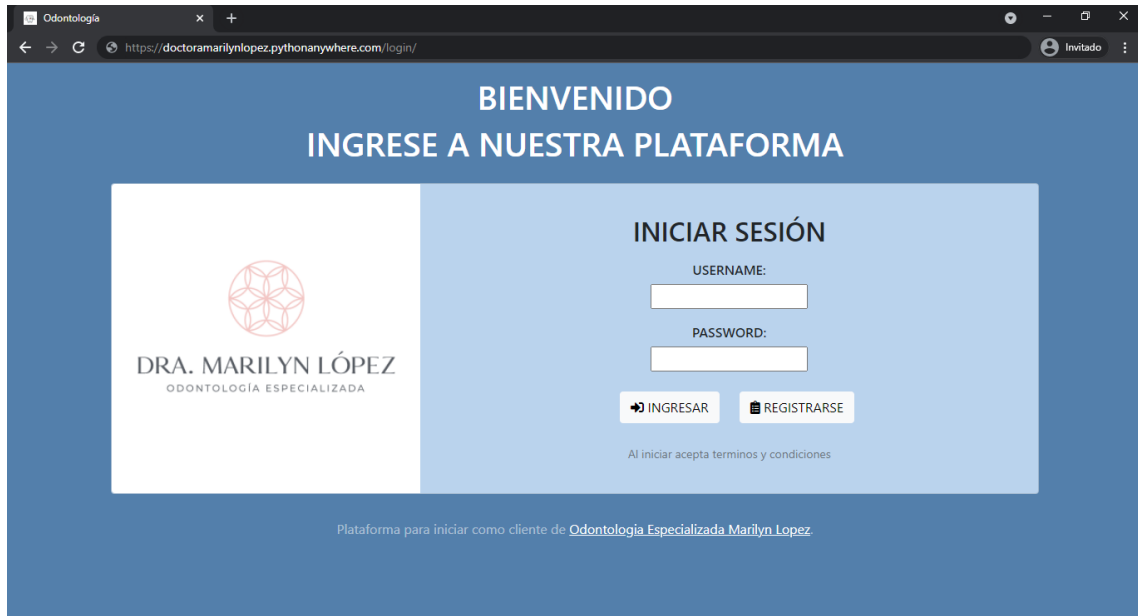 Odontología
https://doctoramarilynlopez.pythonanywhere.com/login/
Invitado
BIENVENIDO
INGRESE A NUESTRA PLATAFORMA
DRA. MARILYN LÓPEZ
ODONTOLOGÍA ESPECIALIZADA
INICIAR SESIÓN
USERNAME:
PASSWORD:
INGRESAR REGISTRARSE
Al iniciar acepta terminos y condiciones
Plataforma para iniciar como cliente de Odontologia Especializada Marilyn Lopez.